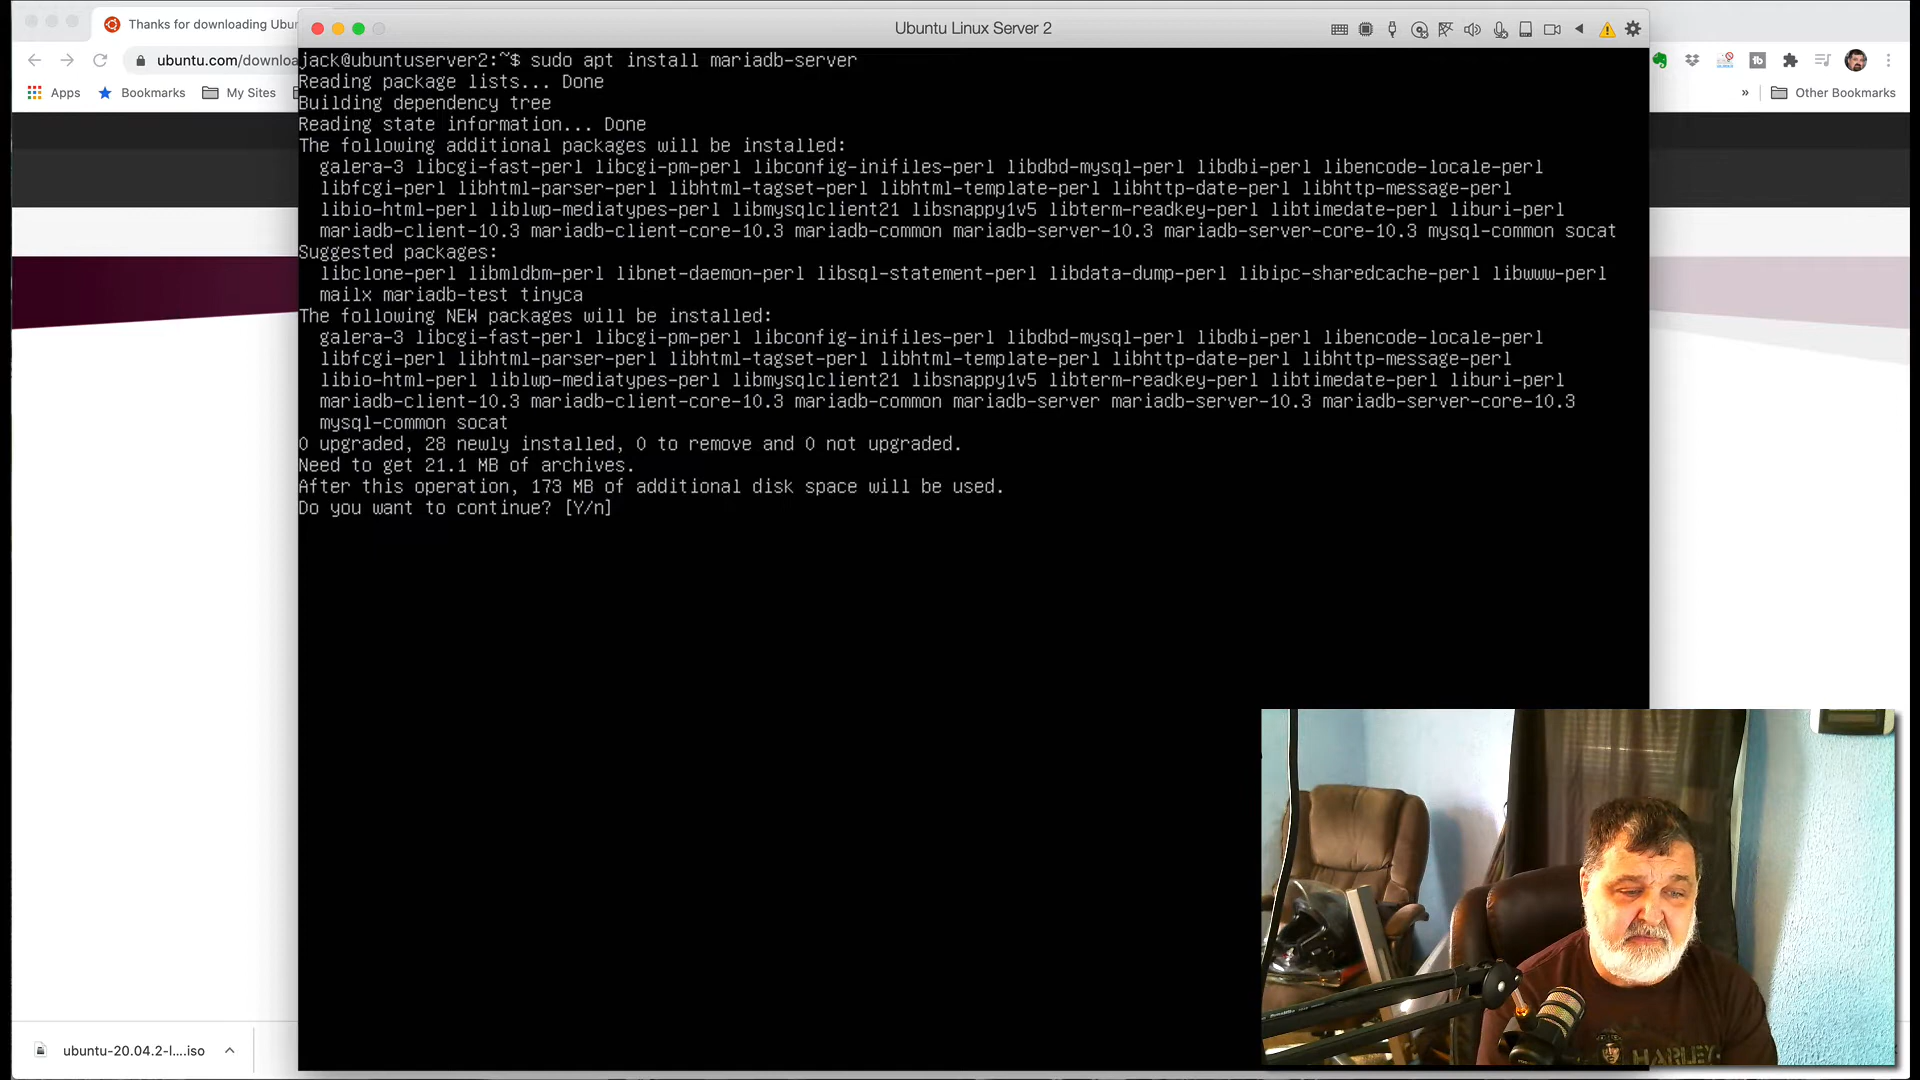 Thanks for downloading Ubu
Ubuntu Linux Server 2
ubuntu.com/downloa
Apps
Bookmarks
My Sites
»
Other Bookmarks
jack@ubuntuserver2:~$ sudo apt install mariadb-server
Reading package lists... Done
Building dependency tree
Reading state information... Done
The following additional packages will be installed:
galera-3 libcgi-fast-perl libcgi-pm-perl libconfig-inifiles-perl libdbd-mysql-perl libdbi-perl libencode-locale-perl
libfcgi-perl libhtml-parser-perl libhtml-tagset-perl libhtml-template-perl libhttp-date-perl libhttp-message-perl
libio-html-perl liblwp-mediatypes-perl libmysqlclient21 libsnappy1v5 libterm-readkey-perl libtimedate-perl liburi-perl
mariadb-client-10.3 mariadb-client-core-10.3 mariadb-common mariadb-server-10.3 mariadb-server-core-10.3 mysql-common socat
Suggested packages:
libclone-perl libmldbm-perl libnet-daemon-perl libsql-statement-perl libdata-dump-perl libipc-sharedcache-perl libwww-perl
mailx mariadb-test tinyca
The following NEW packages will be installed:
galera-3 libcgi-fast-perl libcgi-pm-perl libconfig-inifiles-perl libdbd-mysql-perl libdbi-perl libencode-locale-perl
libfcgi-perl libhtml-parser-perl libhtml-tagset-perl libhtml-template-perl libhttp-date-perl libhttp-message-perl
libio-html-perl liblwp-mediatypes-perl libmysqlclient21 libsnappy1v5 libterm-readkey-perl libtimedate-perl liburi-perl
mariadb-client-10.3 mariadb-client-core-10.3 mariadb-common mariadb-server mariadb-server-10.3 mariadb-server-core-10.3
mysql-common socat
0 upgraded, 28 newly installed, 0 to remove and 0 not upgraded.
Need to get 21.1 MB of archives.
After this operation, 173 MB of additional disk space will be used.
Do you want to continue? [Y/n]
HARLEY
ubuntu-20.04.2-l....iso